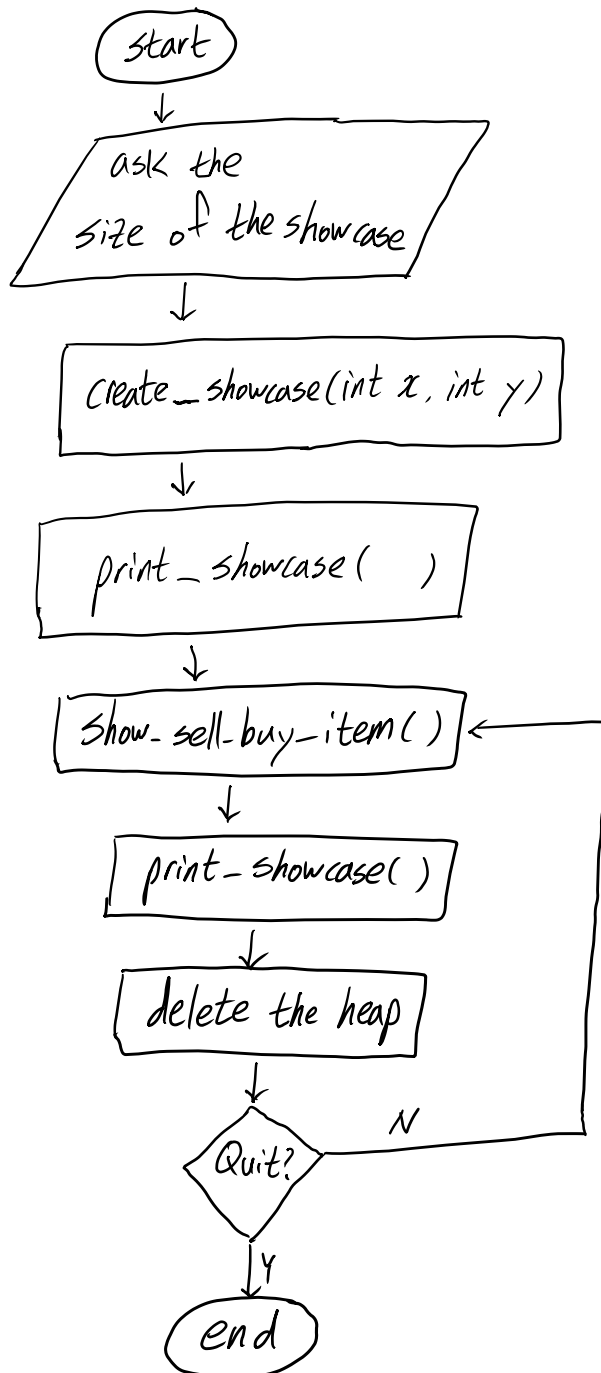 start
ask the
size of the showcase
create_showcase(int x, int y)
print_showcase( )
show_sell_buy_item()
print_showcase()
delete the heap
Quit?
N
Y
end